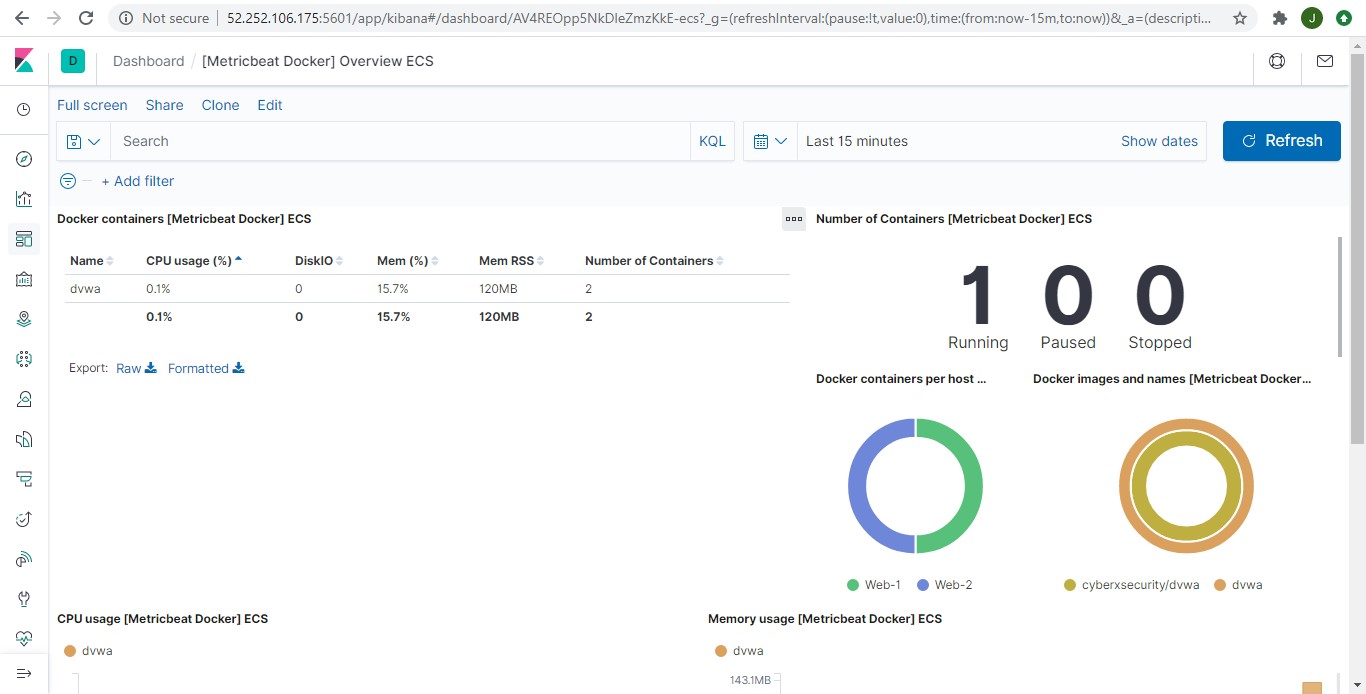 Not secure
52.252.106.175:5601/app/kibana#/dashboard/AV4REOpp5NkDleZmzKkE-ecs?_g=(refreshInterval:(pause:!t,value:0),time:(from:now-15m,to:now))&_a=(descripti...
J
D
Dashboard / [Metricbeat Docker] Overview ECS
Full screen Share Clone Edit
Search KQL
Last 15 minutes Show dates
Refresh
+ Add filter
Docker containers [Metricbeat Docker] ECS
Name CPU usage (%) DiskIO Mem (%) Mem RSS Number of Containers
dvwa 0.1% 0 15.7% 120MB 2
0.1% 0 15.7% 120MB 2
Export: Raw Formatted
Number of Containers [Metricbeat Docker] ECS
1 0 0
Running Paused Stopped
Docker containers per host ...
Web-1 Web-2
Docker images and names [Metricbeat Docker...
cyberxsecurity/dvwa dvwa
CPU usage [Metricbeat Docker] ECS
dvwa
Memory usage [Metricbeat Docker] ECS
dvwa
143.1MB